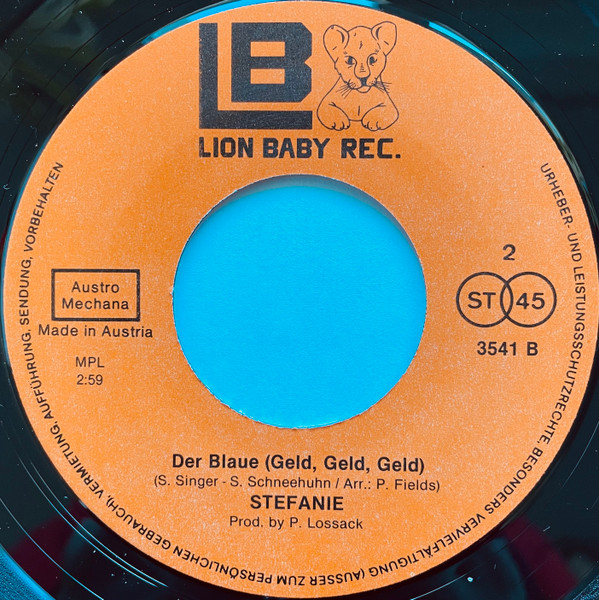 LB
LION BABY REC.
URHEBER- UND LEISTUNGSSCHUTZRECHTE, BESONDERS VERVIELFÄLTIGUNG (AUSSER ZUM PERSÖNLICHEN GEBRAUCH), VERMIETUNG, AUFFÜHRUNG, SENDUNG, VORBEHALTEN
Austro
Mechana
Made in Austria
MPL
2:59
2
ST 45
3541 B
Der Blaue (Geld, Geld, Geld)
(S. Singer - S. Schneehuhn / Arr.: P. Fields)
STEFANIE
Prod. by P. Lossack